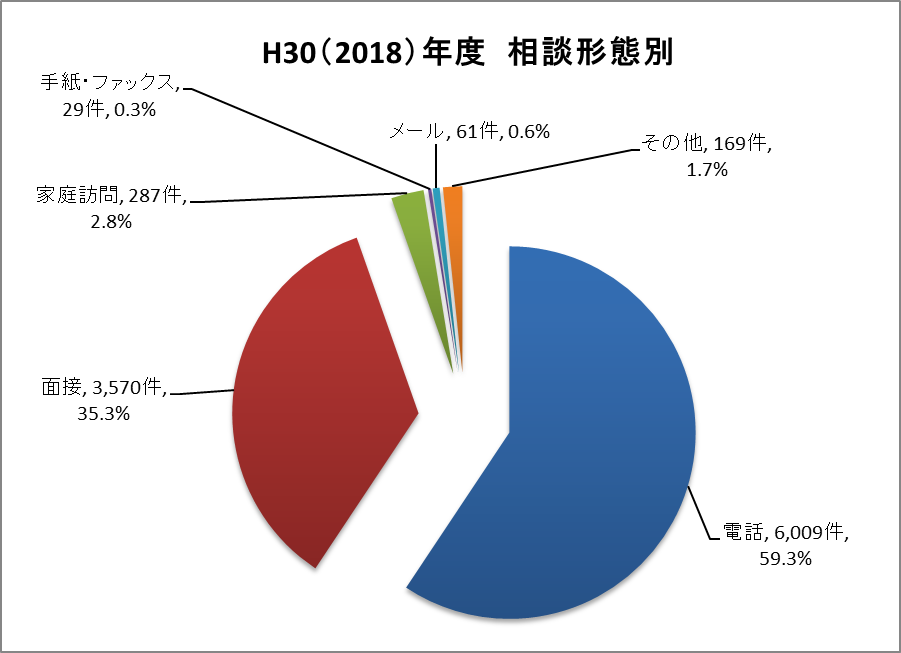 H30（2018）年度　相談形態別
手紙・ファックス,
29件, 0.3%
メール, 61件, 0.6%
その他, 169件,
1.7%
家庭訪問, 287件,
2.8%
面接, 3,570件,
35.3%
電話, 6,009件,
59.3%